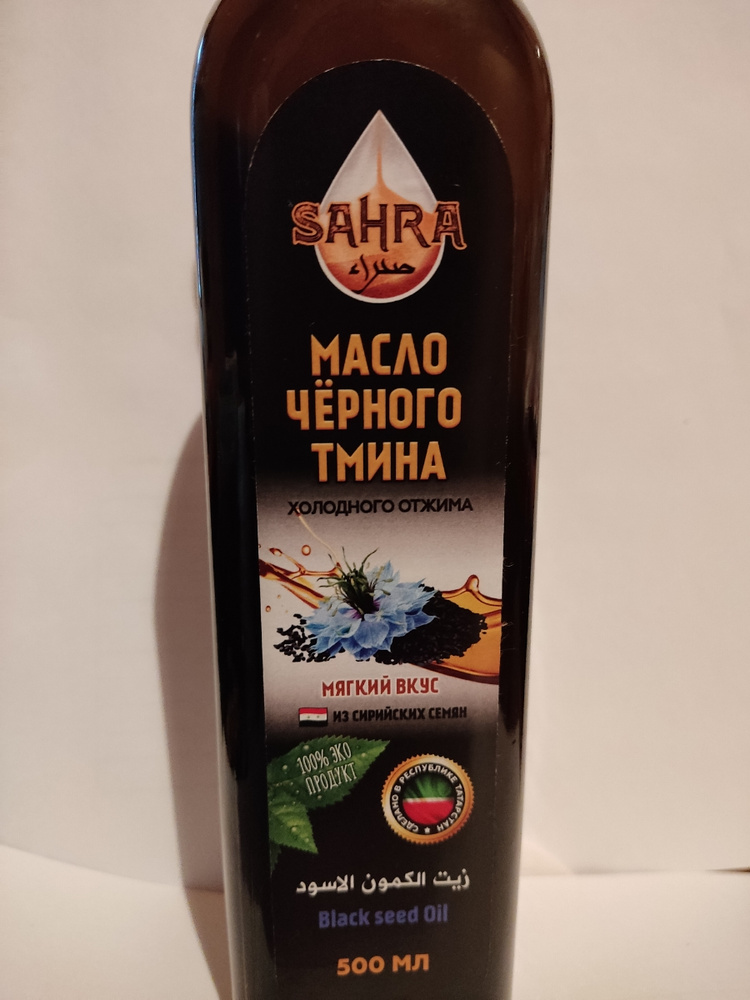 SAHRA
صحراء
МАСЛО
ЧЁРНОГО
ТМИНА
ХОЛОДНОГО ОТЖИМА
МЯГКИЙ ВКУС
ИЗ СИРИЙСКИХ СЕМЯН
100% ЭКО
ПРОДУКТ
СДЕЛАНО В РЕСПУБЛИКЕ ТАТАРСТАН
زيت الكمون الاسود
Black seed Oil
500 МЛ